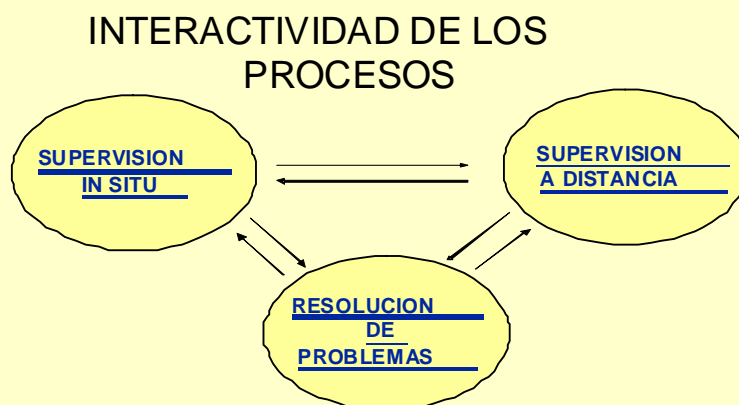 INTERACTIVIDAD DE LOS
PROCESOS
SUPERVISION
IN SITU
SUPERVISION
A DISTANCIA
RESOLUCION
DE
PROBLEMAS